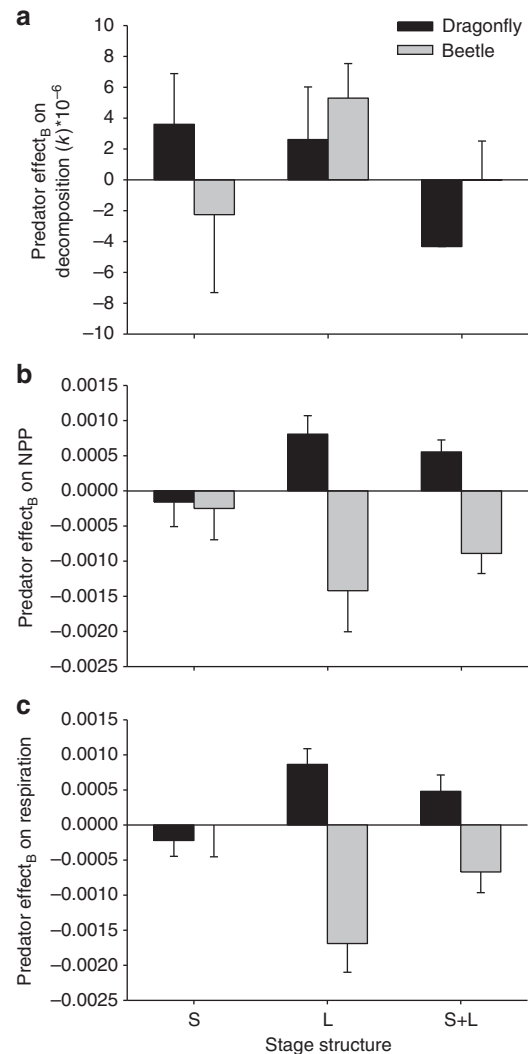 a
Dragonfly
Beetle
Predator effectB on
decomposition (k)*10–6
10
8
6
4
2
0
–2
–4
–6
–8
–10
b
Predator effectB on NPP
0.0015
0.0010
0.0005
0.0000
–0.0005
–0.0010
–0.0015
–0.0020
–0.0025
c
Predator effectB on respiration
0.0015
0.0010
0.0005
0.0000
–0.0005
–0.0010
–0.0015
–0.0020
–0.0025
S L S+L
Stage structure